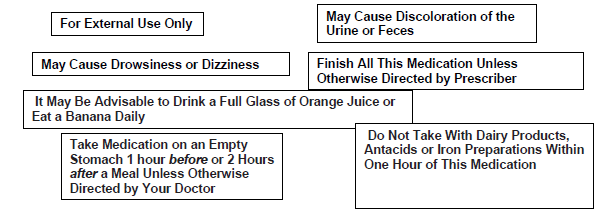 For External Use Only
May Cause Discoloration of the
Urine or Feces
May Cause Drowsiness or Dizziness
Finish All This Medication Unless
Otherwise Directed by Prescriber
It May Be Advisable to Drink a Full Glass of Orange Juice or
Eat a Banana Daily
Take Medication on an Empty
Stomach 1 hour before or 2 Hours
after a Meal Unless Otherwise
Directed by Your Doctor
Do Not Take With Dairy Products,
Antacids or Iron Preparations Within
One Hour of This Medication